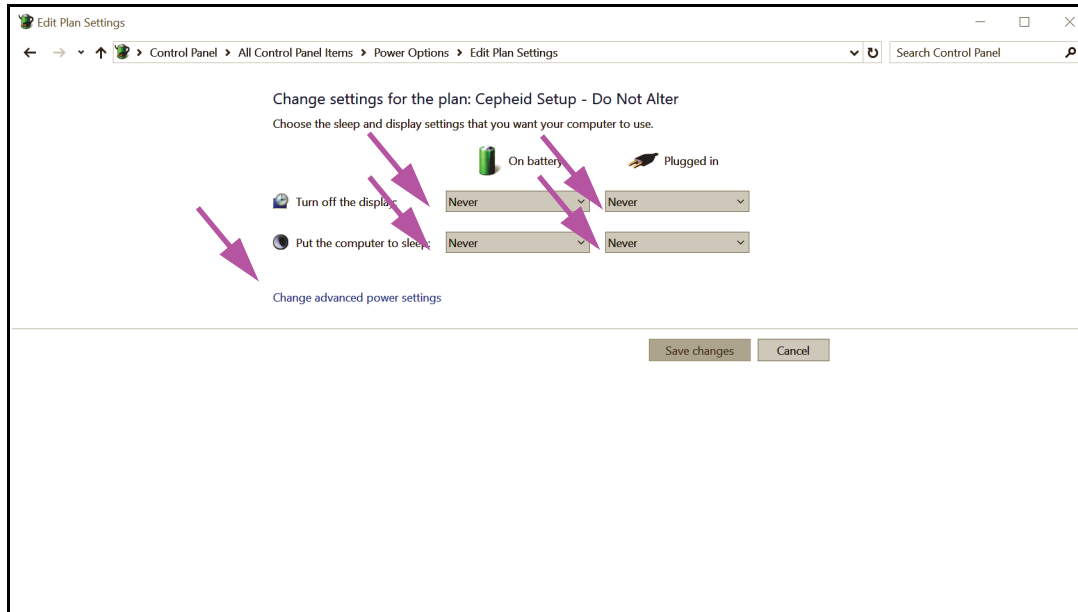 Edit Plan Settings
Control Panel > All Control Panel Items > Power Options > Edit Plan Settings
Search Control Panel
Change settings for the plan: Cepheid Setup - Do Not Alter
Choose the sleep and display settings that you want your computer to use.
On battery
Plugged in
Turn off the display: Never Never
Put the computer to sleep: Never Never
Change advanced power settings
Save changes Cancel